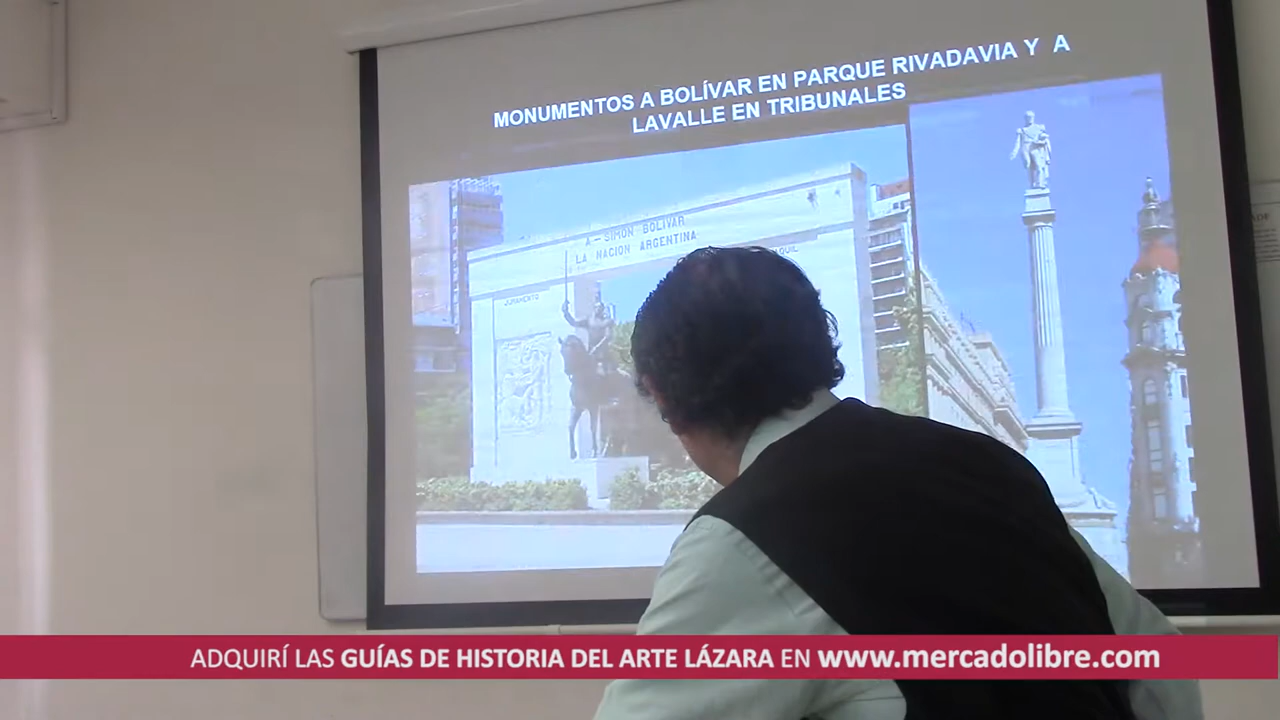 MONUMENTOS A BOLÍVAR EN PARQUE RIVADAVIA Y A
LAVALLE EN TRIBUNALES
A - SIMON BOLIVAR
LA NACION ARGENTINA
JURAMENTO
ADQUIRÍ LAS GUÍAS DE HISTORIA DEL ARTE LÁZARA EN www.mercadolibre.com